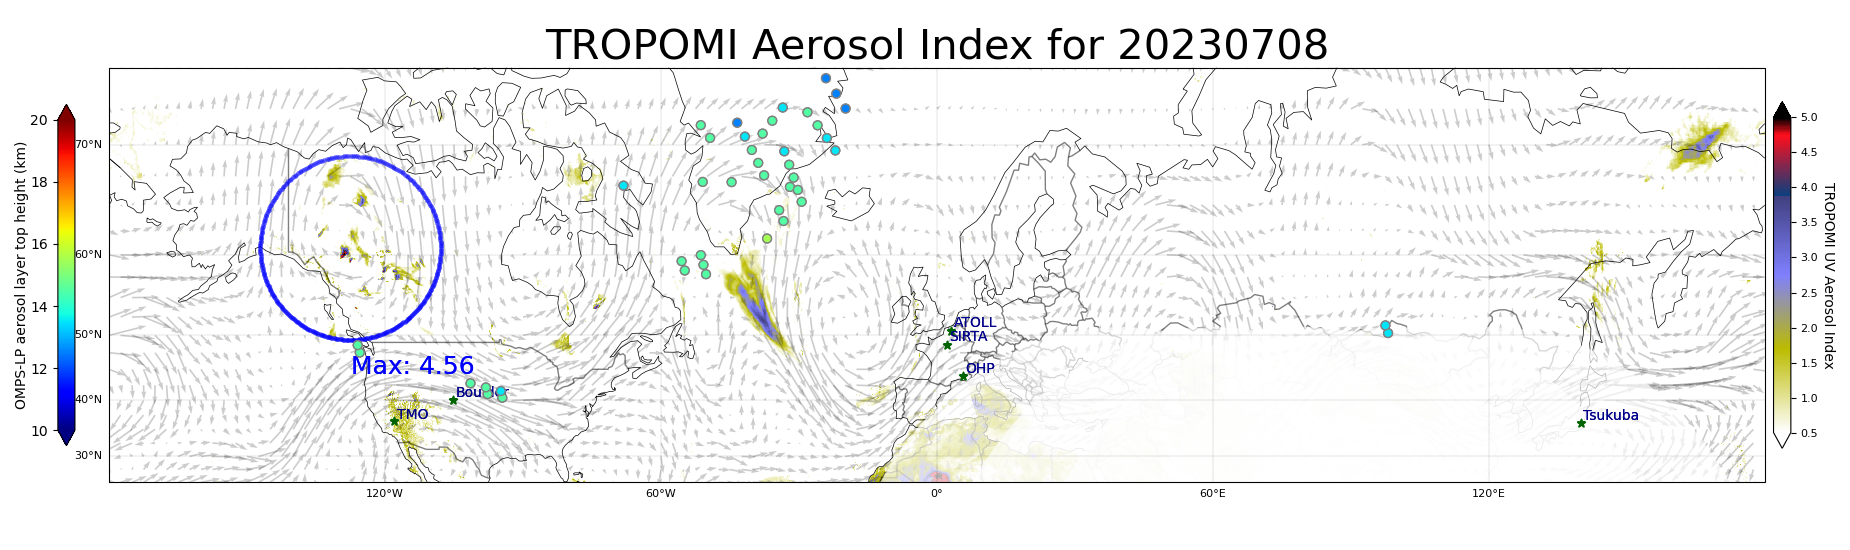 TROPOMI Aerosol Index for 20230708
20
18
16
14
12
10
OMPS-LP aerosol layer top height (km)
70°N
60°N
50°N
40°N
30°N
120°W
60°W
0°
60°E
120°E
ATOLL
SIRTA
OHP
Max: 4.56
Boulder
TMO
Tsukuba
5.0
4.5
4.0
3.5
3.0
2.5
2.0
1.5
1.0
0.5
TROPOMI UV Aerosol Index